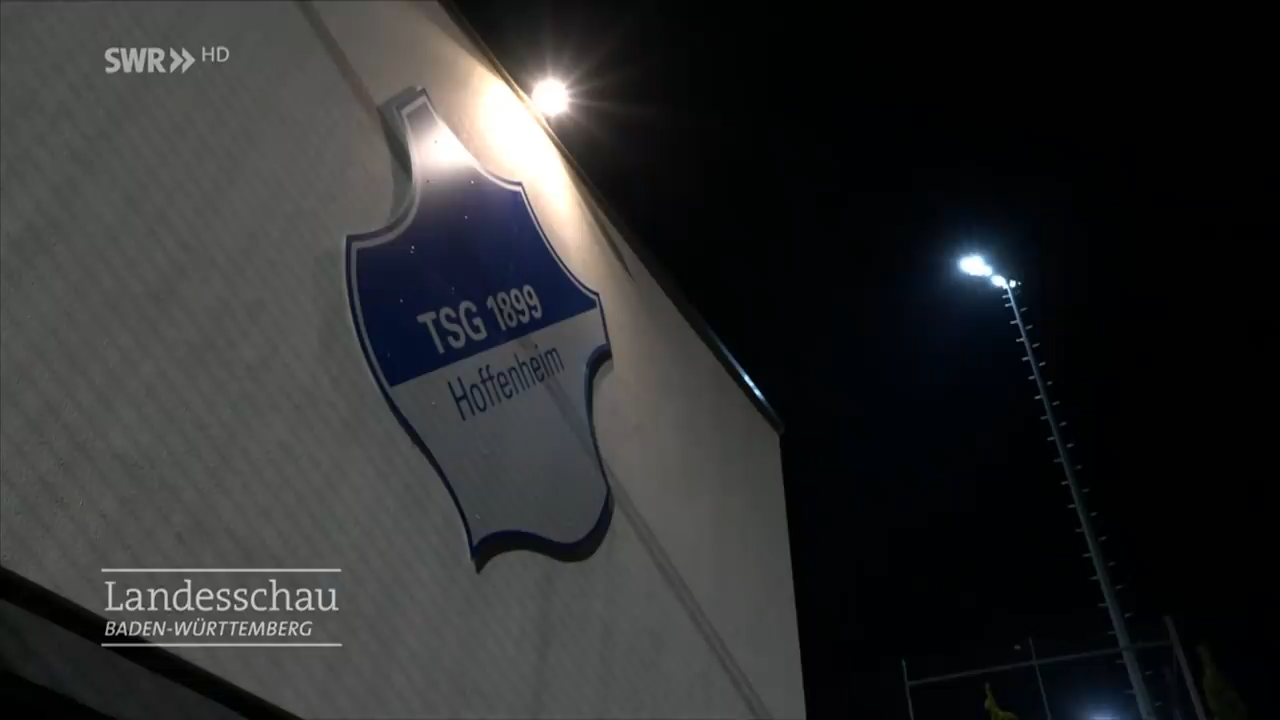 SWR» HD
TSG 1899
Hoffenheim
Landesschau
BADEN-WÜRTTEMBERG